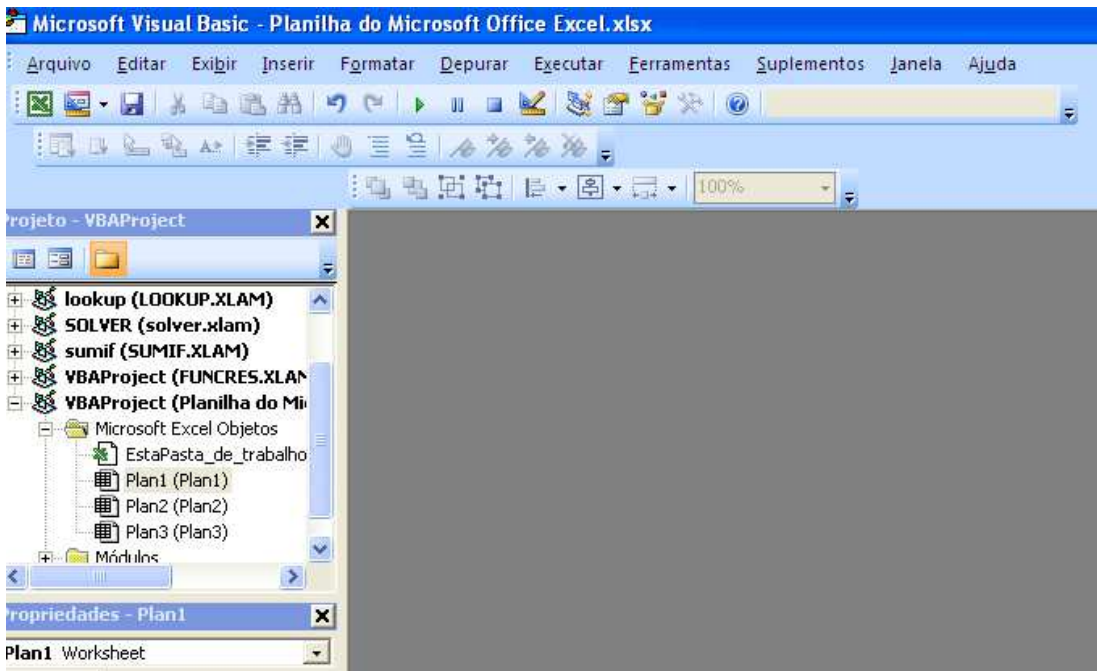 Microsoft Visual Basic - Planilha do Microsoft Office Excel.xlsx
Arquivo Editar Exibir Inserir Formatar Depurar Executar Ferramentas Suplementos Janela Ajuda
100%
Projeto - VBAProject
lookup (LOOKUP.XLAM)
SOLVER (solver.xlam)
sumif (SUMIF.XLAM)
VBAProject (FUNCRES.XLAM
VBAProject (Planilha do Mi
Microsoft Excel Objetos
EstaPasta_de_trabalho
Plan1 (Plan1)
Plan2 (Plan2)
Plan3 (Plan3)
Módulos
Propriedades - Plan1
Plan1 Worksheet